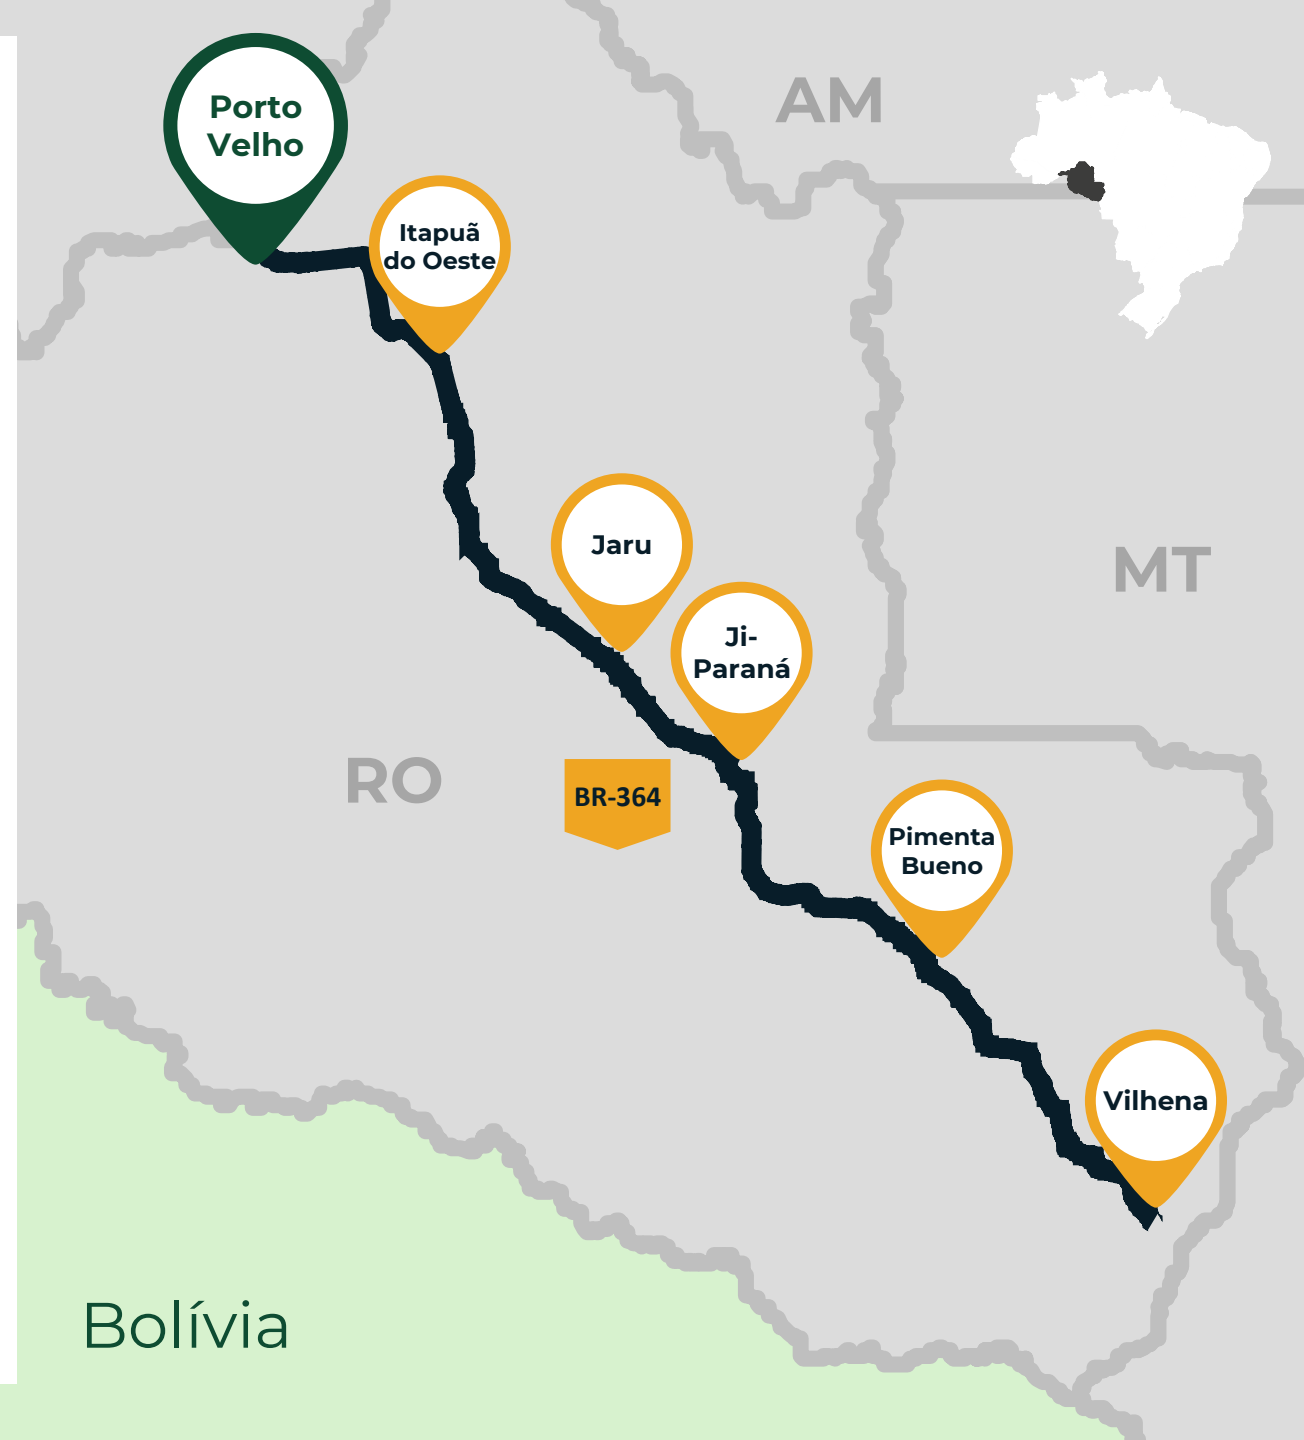 AM
Porto
Velho
Itapuã
do Oeste
Jaru
MT
Ji-
Paraná
RO
BR-364
Pimenta
Bueno
Vilhena
Bolívia